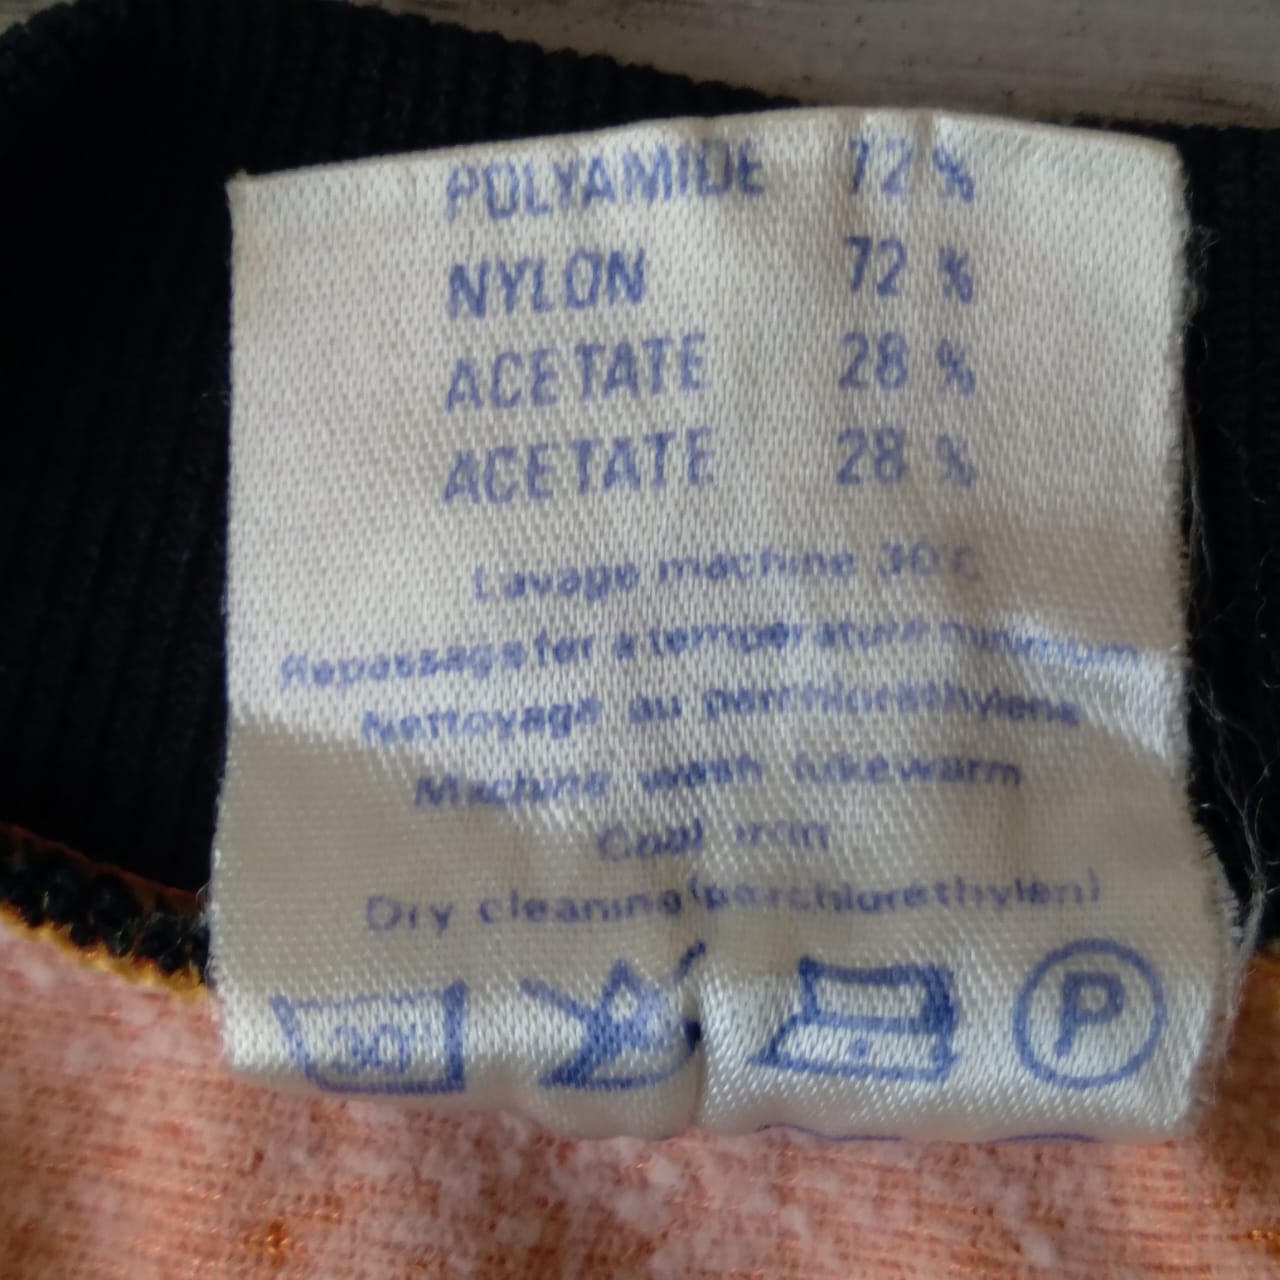 POLYAMIDE 72 %
NYLON 72 %
ACETATE 28 %
ACETATE 28 %
Lavage machine 30 C
Repassage fer à température minimum
Nettoyage au perchloréthylène
Machine wash lukewarm
Cool iron
Dry cleaning (perchloréthylen)
30° P